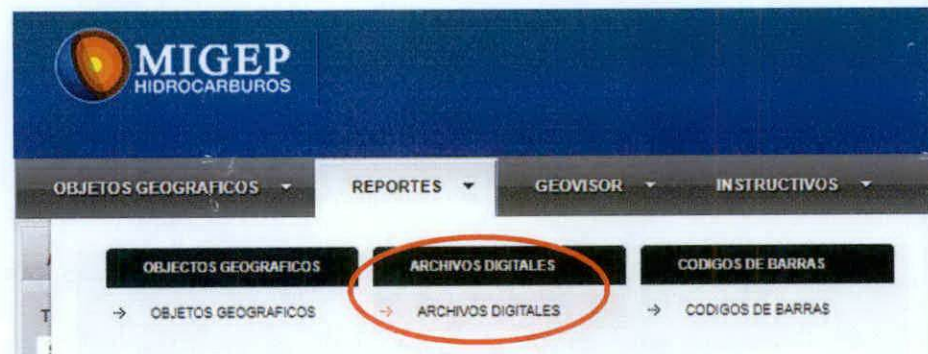 MIGEP
HIDROCARBUROS
OBJETOS GEOGRAFICOS
REPORTES
GEOVISOR
INSTRUCTIVOS
OBJECTOS GEOGRAFICOS
ARCHIVOS DIGITALES
CODIGOS DE BARRAS
→ OBJETOS GEOGRAFICOS
→ ARCHIVOS DIGITALES
→ CODIGOS DE BARRAS
T